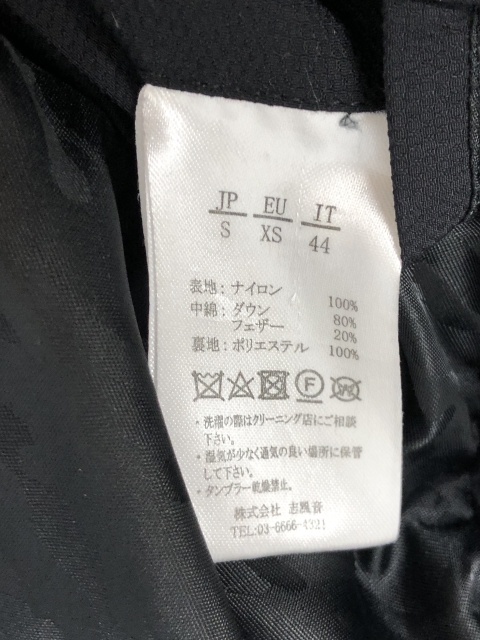 JP EU IT
S XS 44
表地：ナイロン 100%
中綿：ダウン 80%
フェザー 20%
裏地：ポリエステル 100%
F W
・洗濯の際はクリーニング店にご相談
下さい。
・湿気が少なく通気の良い場所に保管
して下さい。
・タンブラー乾燥禁止。
株式会社 志風音
TEL:03-6666-4321